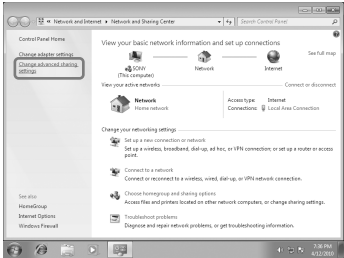 « Network and Internet ▸ Network and Sharing Center
Search Control Panel
Control Panel Home
Change adapter settings
Change advanced sharing
settings
View your basic network information and set up connections
See full map
SONY
(This computer)
Network
Internet
View your active networks
Connect or disconnect
Network
Home network
Access type: Internet
Connections: Local Area Connection
Change your networking settings
Set up a new connection or network
Set up a wireless, broadband, dial-up, ad hoc, or VPN connection; or set up a router or access
point.
Connect to a network
Connect or reconnect to a wireless, wired, dial-up, or VPN network connection.
Choose homegroup and sharing options
Access files and printers located on other network computers, or change sharing settings.
Troubleshoot problems
Diagnose and repair network problems, or get troubleshooting information.
See also
HomeGroup
Internet Options
Windows Firewall
7:36 PM
4/12/2010